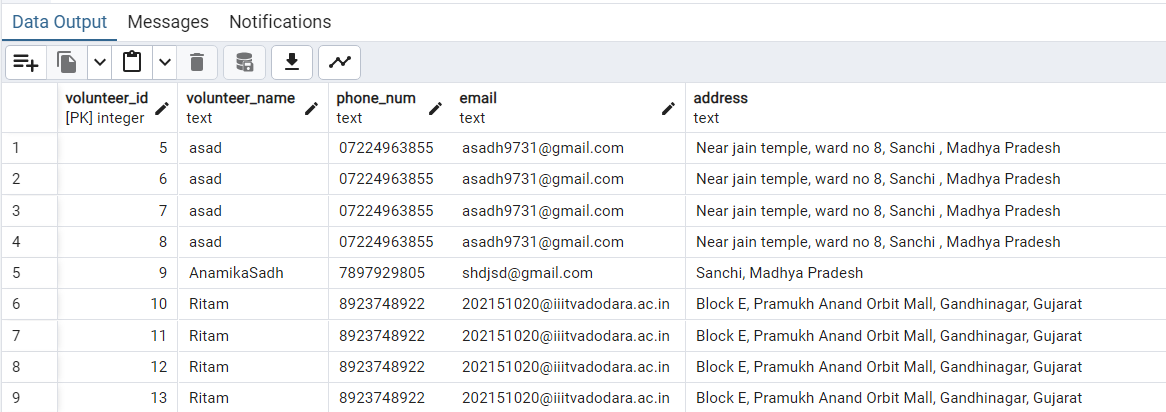 Data Output Messages Notifications
volunteer_id volunteer_name phone_num email address
[PK] integer text text text text
1 5 asad 07224963855 asadh9731@gmail.com Near jain temple, ward no 8, Sanchi , Madhya Pradesh
2 6 asad 07224963855 asadh9731@gmail.com Near jain temple, ward no 8, Sanchi , Madhya Pradesh
3 7 asad 07224963855 asadh9731@gmail.com Near jain temple, ward no 8, Sanchi , Madhya Pradesh
4 8 asad 07224963855 asadh9731@gmail.com Near jain temple, ward no 8, Sanchi , Madhya Pradesh
5 9 AnamikaSadh 7897929805 shdjsd@gmail.com Sanchi, Madhya Pradesh
6 10 Ritam 8923748922 202151020@iiitvadodara.ac.in Block E, Pramukh Anand Orbit Mall, Gandhinagar, Gujarat
7 11 Ritam 8923748922 202151020@iiitvadodara.ac.in Block E, Pramukh Anand Orbit Mall, Gandhinagar, Gujarat
8 12 Ritam 8923748922 202151020@iiitvadodara.ac.in Block E, Pramukh Anand Orbit Mall, Gandhinagar, Gujarat
9 13 Ritam 8923748922 202151020@iiitvadodara.ac.in Block E, Pramukh Anand Orbit Mall, Gandhinagar, Gujarat